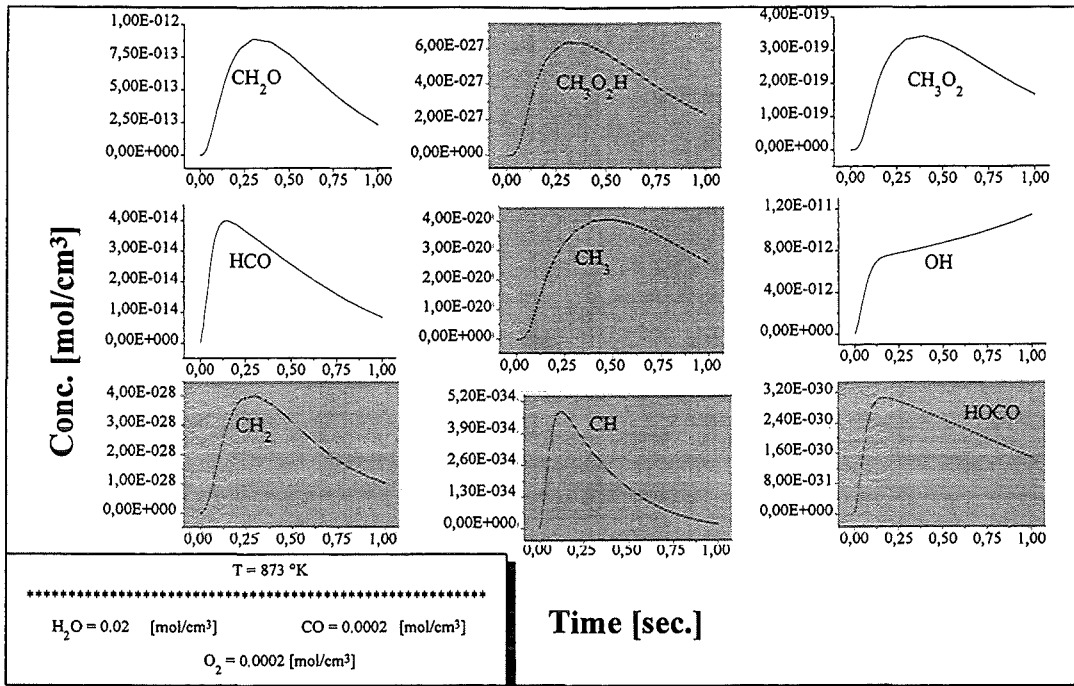 1,00E-012
7,50E-013
5,00E-013
2,50E-013
0,00E+000
CH₂O
0,00 0,25 0,50 0,75 1,00
6,00E-027
4,00E-027
2,00E-027
0,00E+000
CH₃O₂H
0,00 0,25 0,50 0,75 1,00
4,00E-019
3,00E-019
2,00E-019
1,00E-019
0,00E+000
CH₃O₂
0,00 0,25 0,50 0,75 1,00
4,00E-014
3,00E-014
2,00E-014
1,00E-014
0,00E+000
HCO
0,00 0,25 0,50 0,75 1,00
4,00E-020
3,00E-020
2,00E-020
1,00E-020
0,00E+000
CH₃
0,00 0,25 0,50 0,75 1,00
1,20E-011
8,00E-012
4,00E-012
0,00E+000
OH
0,00 0,25 0,50 0,75 1,00
4,00E-028
3,00E-028
2,00E-028
1,00E-028
0,00E+000
CH₂
0,00 0,25 0,50 0,75 1,00
5,20E-034
3,90E-034
2,60E-034
1,30E-034
0,00E+000
CH
0,00 0,25 0,50 0,75 1,00
3,20E-030
2,40E-030
1,60E-030
8,00E-031
0,00E+000
HOCO
0,00 0,25 0,50 0,75 1,00
Conc. [mol/cm³]
Time [sec.]
T = 873 °K
******************************************************
H₂O = 0.02 [mol/cm³] CO = 0.0002 [mol/cm³]
O₂ = 0.0002 [mol/cm³]